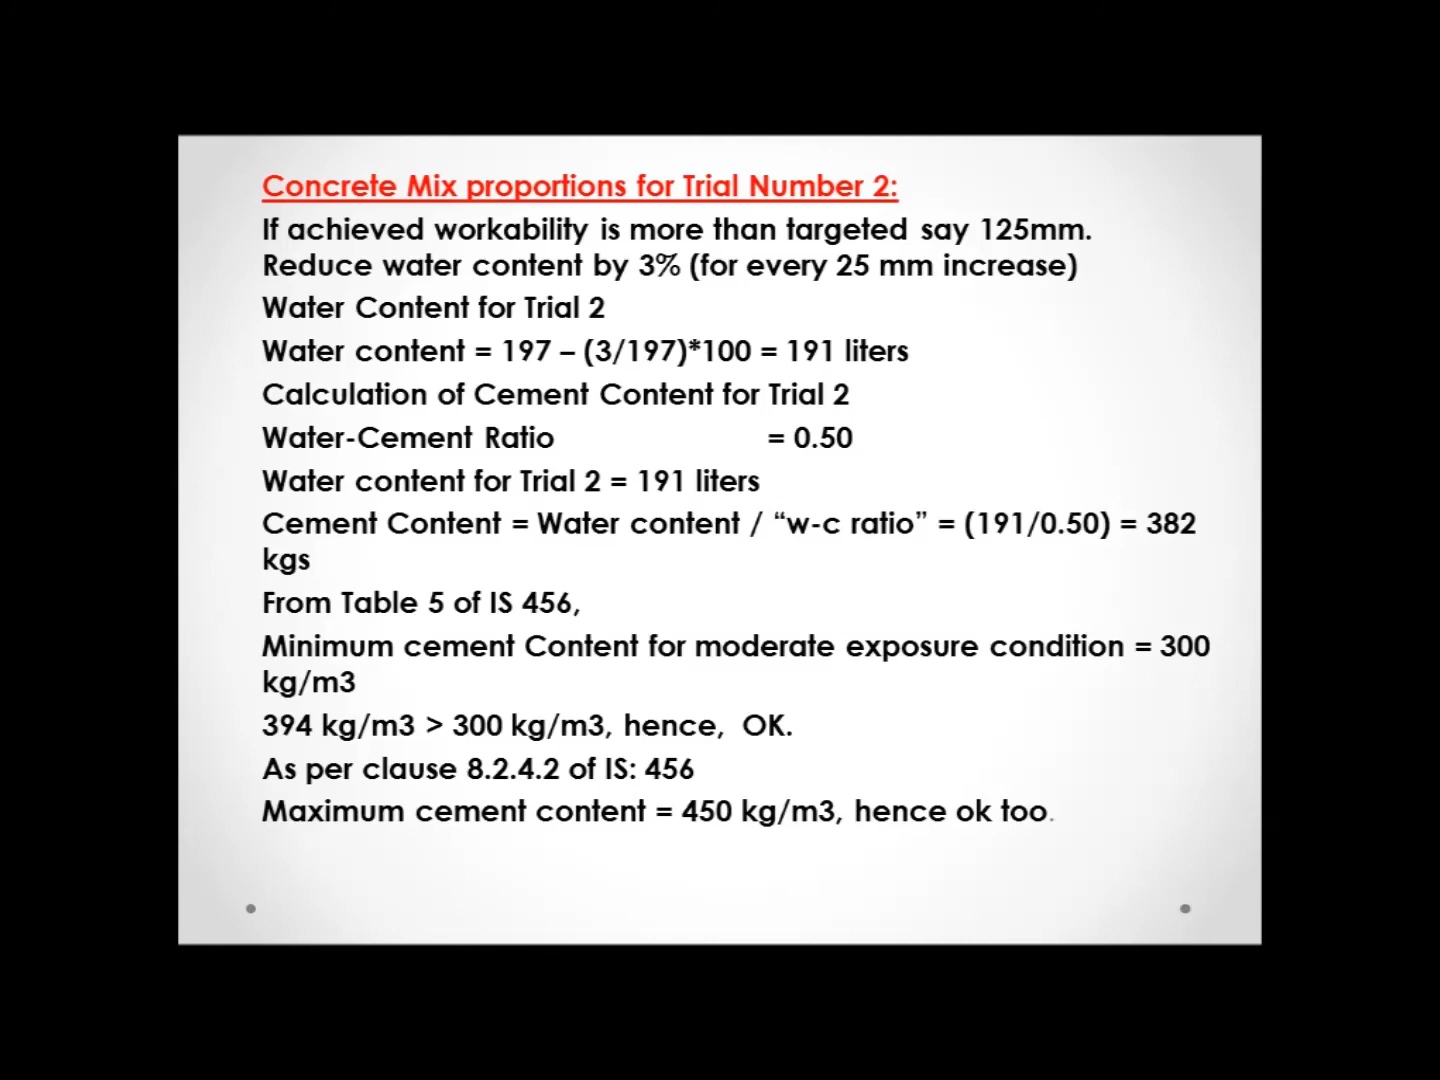 Concrete Mix proportions for Trial Number 2:
If achieved workability is more than targeted say 125mm.
Reduce water content by 3% (for every 25 mm increase)
Water Content for Trial 2
Water content = 197 – (3/197)*100 = 191 liters
Calculation of Cement Content for Trial 2
Water-Cement Ratio = 0.50
Water content for Trial 2 = 191 liters
Cement Content = Water content / “w-c ratio” = (191/0.50) = 382
kgs
From Table 5 of IS 456,
Minimum cement Content for moderate exposure condition = 300
kg/m3
394 kg/m3 > 300 kg/m3, hence, OK.
As per clause 8.2.4.2 of IS: 456
Maximum cement content = 450 kg/m3, hence ok too.